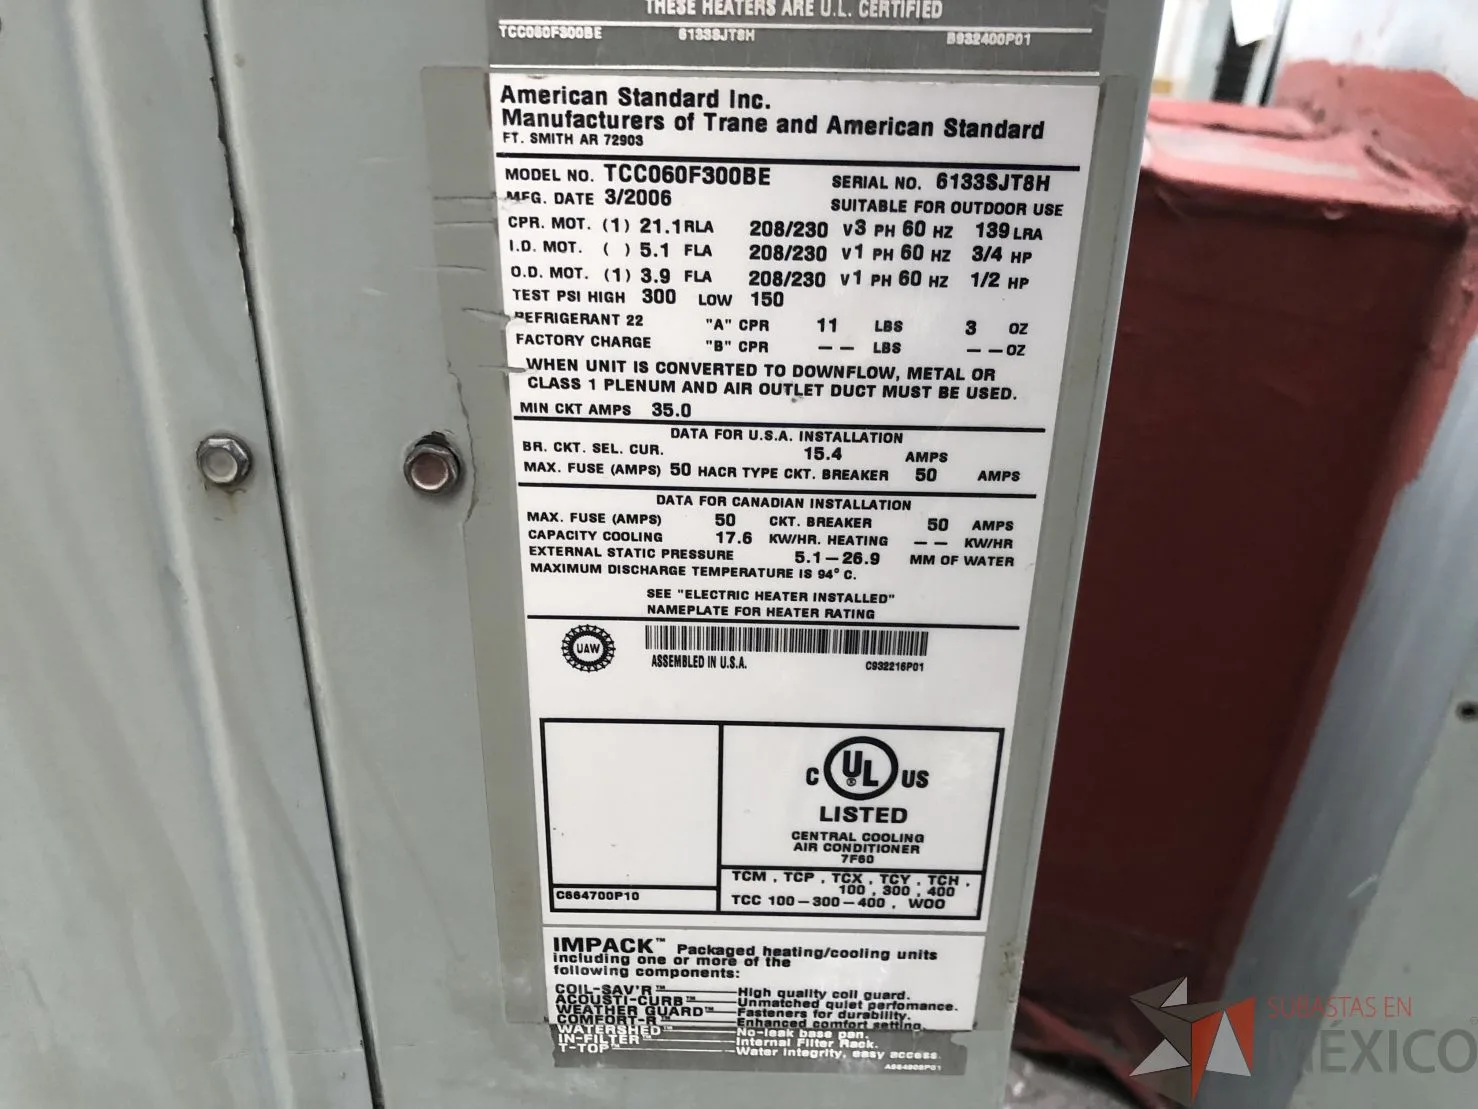 THESE HEATERS ARE U.L. CERTIFIED
TCC060F300BE 6133SJT8H B932400P01
American Standard Inc.
Manufacturers of Trane and American Standard
FT. SMITH AR 72903
MODEL NO. TCC060F300BE SERIAL NO. 6133SJT8H
MFG. DATE 3/2006 SUITABLE FOR OUTDOOR USE
CPR. MOT. (1) 21.1 RLA 208/230 V3 PH 60 HZ 139 LRA
I.D. MOT. ( ) 5.1 FLA 208/230 V1 PH 60 HZ 3/4 HP
O.D. MOT. (1) 3.9 FLA 208/230 V1 PH 60 HZ 1/2 HP
TEST PSI HIGH 300 LOW 150
REFRIGERANT 22 "A" CPR 11 LBS 3 OZ
FACTORY CHARGE "B" CPR -- LBS --OZ
WHEN UNIT IS CONVERTED TO DOWNFLOW, METAL OR
CLASS 1 PLENUM AND AIR OUTLET DUCT MUST BE USED.
MIN CKT AMPS 35.0
DATA FOR U.S.A. INSTALLATION
BR. CKT. SEL. CUR. 15.4 AMPS
MAX. FUSE (AMPS) 50 HACR TYPE CKT. BREAKER 50 AMPS
DATA FOR CANADIAN INSTALLATION
MAX. FUSE (AMPS) 50 CKT. BREAKER 50 AMPS
CAPACITY COOLING 17.6 KW/HR. HEATING -- KW/HR
EXTERNAL STATIC PRESSURE 5.1-26.9 MM OF WATER
MAXIMUM DISCHARGE TEMPERATURE IS 94° C.
SEE "ELECTRIC HEATER INSTALLED"
NAMEPLATE FOR HEATER RATING
UAW
ASSEMBLED IN U.S.A. C932216P01
C UL ® US
LISTED
CENTRAL COOLING
AIR CONDITIONER
7F60
TCM , TCP , TCX , TCY , TCH ,
100 , 300 , 400
TCC 100-300-400 , WOO
C664700P10
IMPACK™ Packaged heating/cooling units
including one or more of the
following components:
COIL-SAV'R™ High quality coil guard.
ACOUSTI-CURB™ Unmatched quiet perfomance.
WEATHER GUARD™ Fasteners for durability.
COMFORT-R™ Enhanced comfort setting.
WATERSHED™ No-leak base pan.
IN-FILTER™ Internal Filter Rack.
T-TOP™ Water integrity, easy access.
SUBASTAS EN
MÉXICO